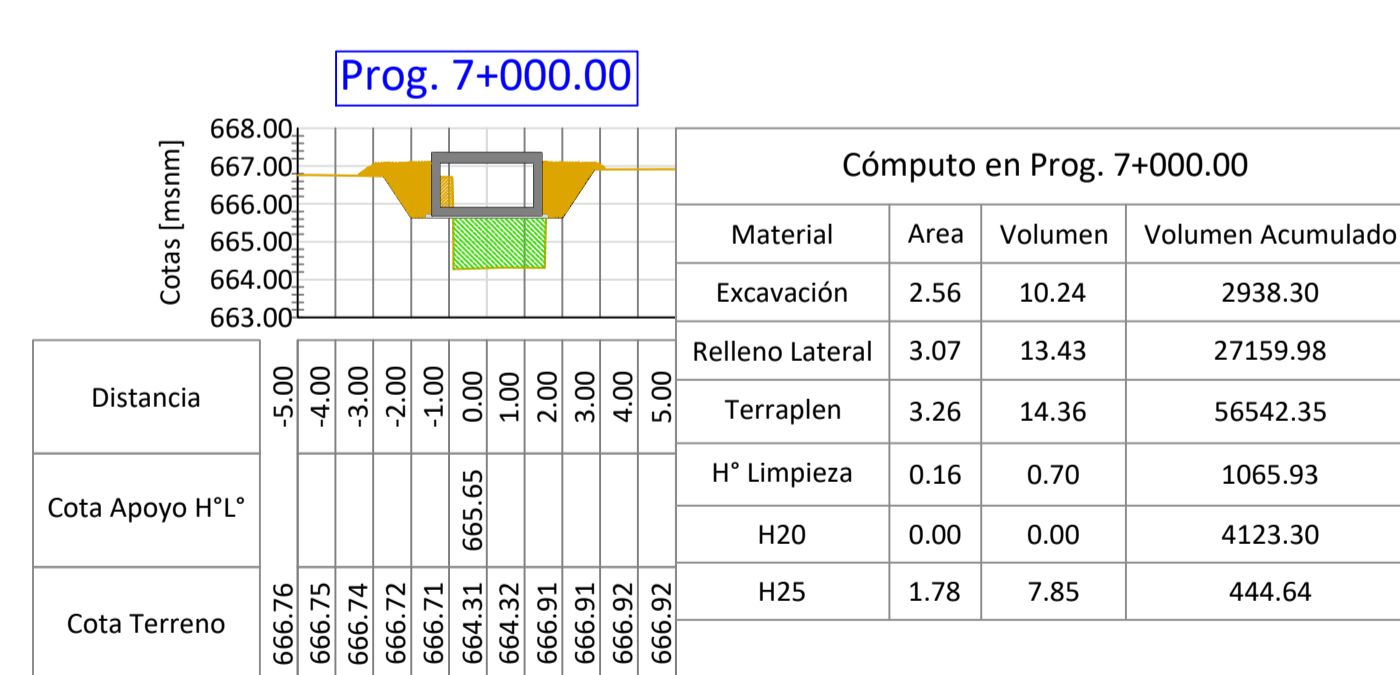 Prog. 7+000.00
Cotas [msnm]
668.00
667.00
666.00
665.00
664.00
663.00
Distancia -5.00 -4.00 -3.00 -2.00 -1.00 0.00 1.00 2.00 3.00 4.00 5.00
Cota Apoyo H°L° 665.65
Cota Terreno 666.76 666.75 666.74 666.72 666.71 664.31 664.32 666.91 666.91 666.92 666.92
Cómputo en Prog. 7+000.00
Material Area Volumen Volumen Acumulado
Excavación 2.56 10.24 2938.30
Relleno Lateral 3.07 13.43 27159.98
Terraplen 3.26 14.36 56542.35
H° Limpieza 0.16 0.70 1065.93
H20 0.00 0.00 4123.30
H25 1.78 7.85 444.64